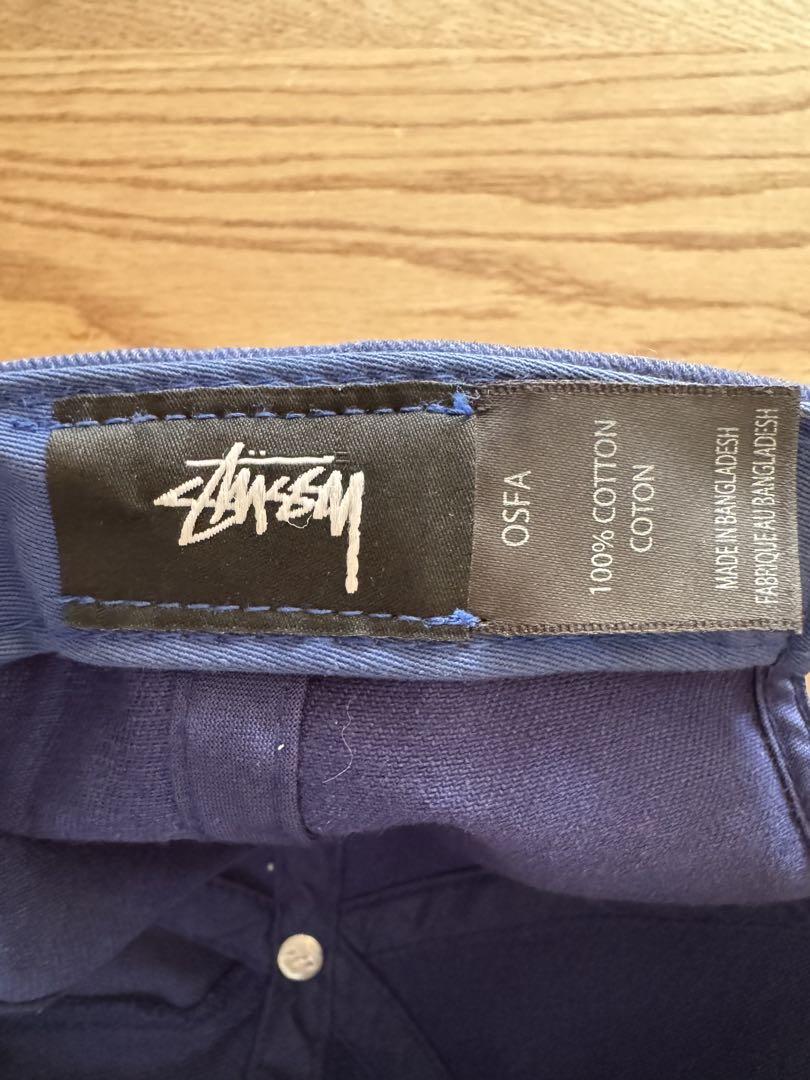 STÜSSY
OSFA
100% COTTON
COTON
MADE IN BANGLADESH
FABRIQUE AU BANGLADESH